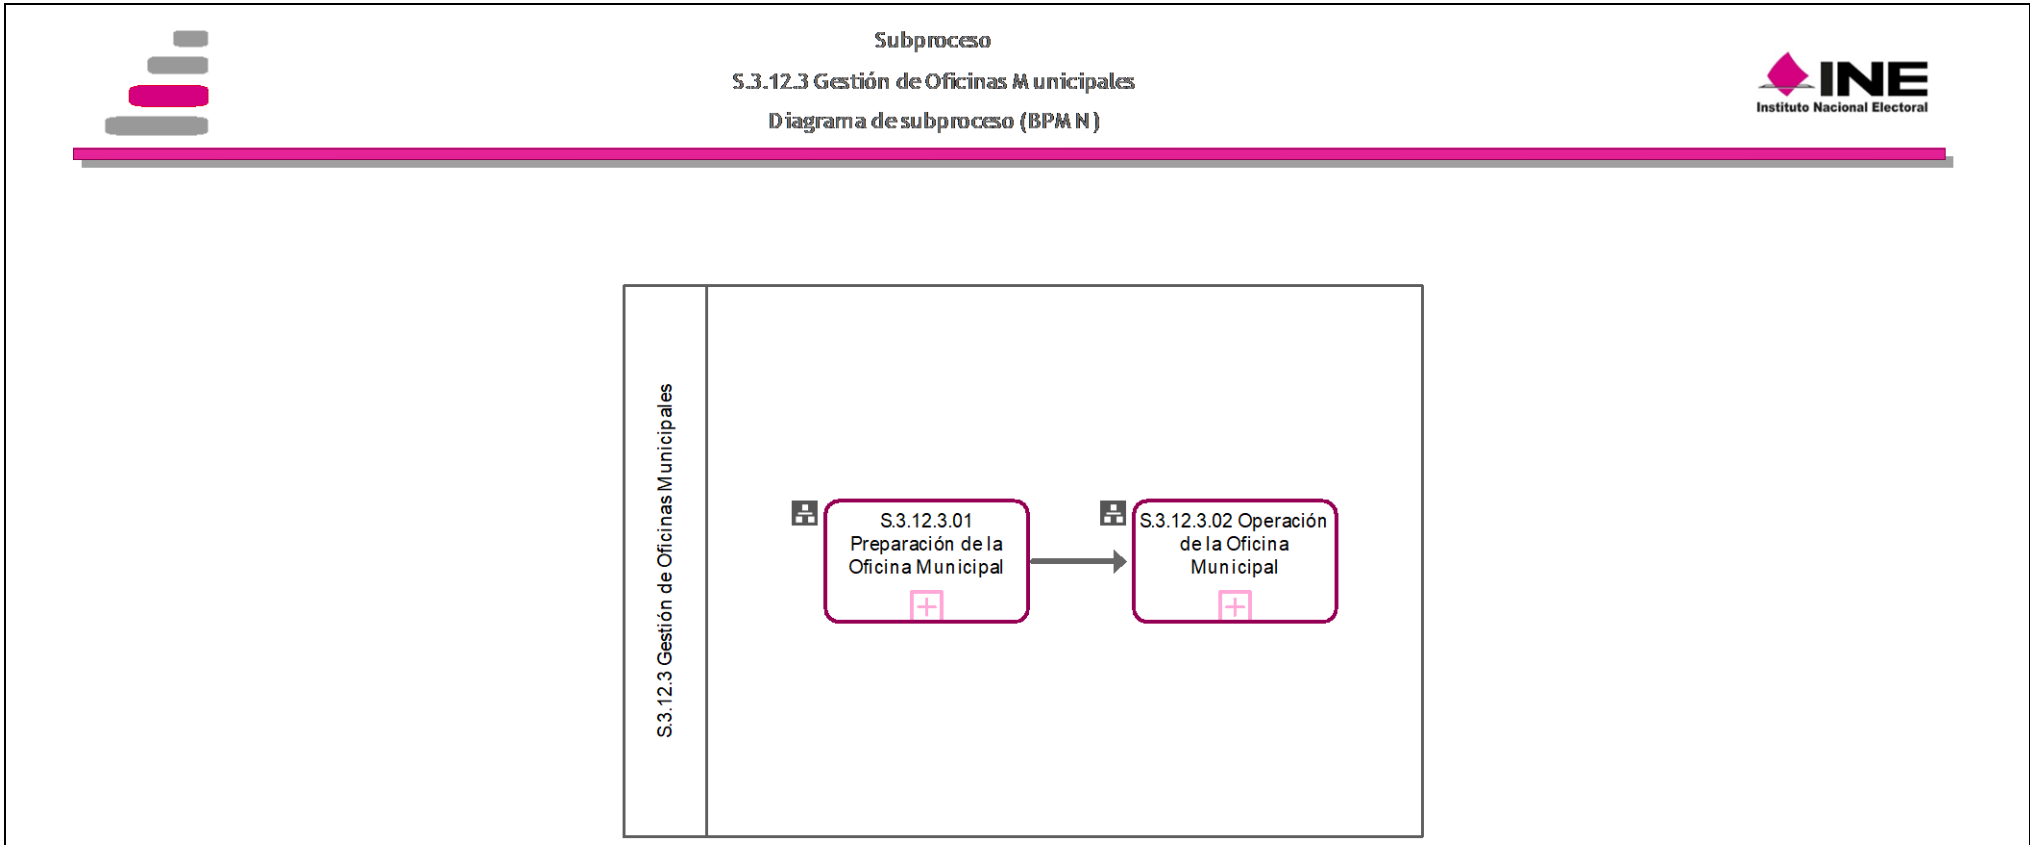 Subproceso
S.3.12.3 Gestión de Oficinas Municipales
Diagrama de subproceso (BPMN)
INE
Instituto Nacional Electoral
S.3.12.3 Gestión de Oficinas Municipales
S.3.12.3.01
Preparación de la
Oficina Municipal
S.3.12.3.02 Operación
de la Oficina
Municipal